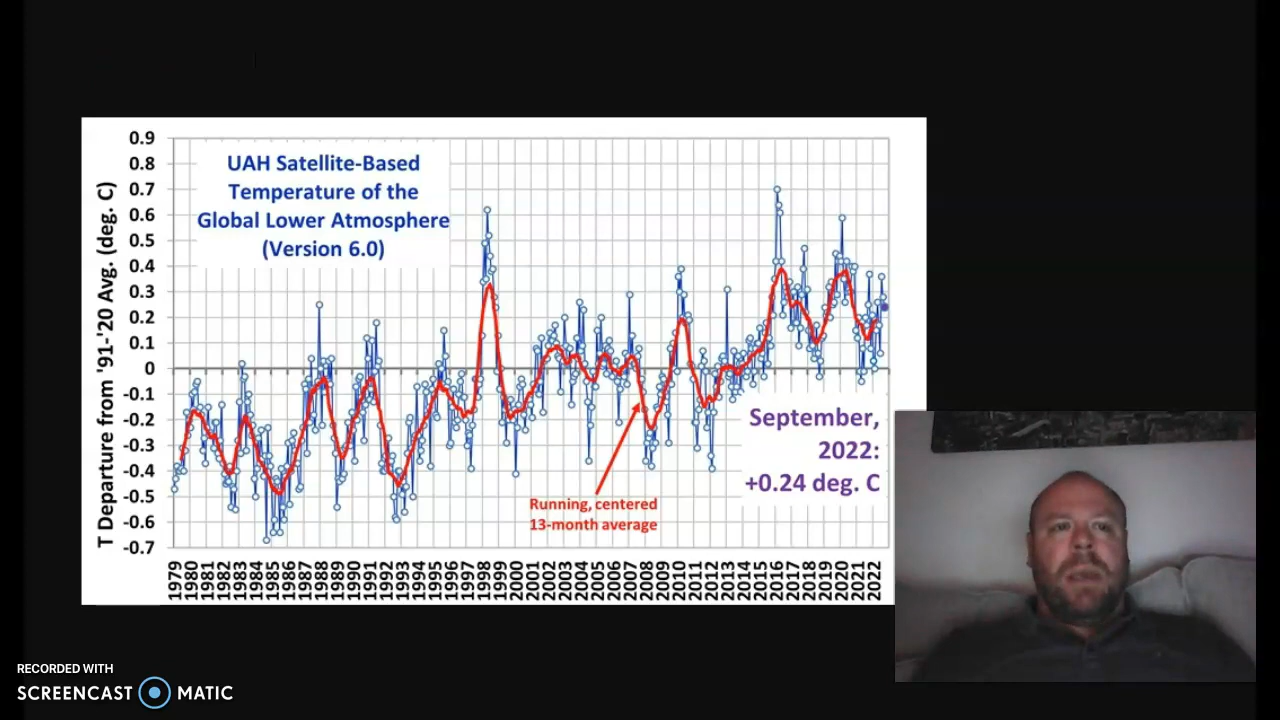 0.9
0.8
0.7
0.6
0.5
0.4
0.3
0.2
0.1
0
-0.1
-0.2
-0.3
-0.4
-0.5
-0.6
-0.7
T Departure from '91-'20 Avg. (deg. C)
UAH Satellite-Based
Temperature of the
Global Lower Atmosphere
(Version 6.0)
September,
2022:
+0.24 deg. C
Running, centered
13-month average
1979 1980 1981 1982 1983 1984 1985 1986 1987 1988 1989 1990 1991 1992 1993 1994 1995 1996 1997 1998 1999 2000 2001 2002 2003 2004 2005 2006 2007 2008 2009 2010 2011 2012 2013 2014 2015 2016 2017 2018 2019 2020 2021 2022
RECORDED WITH
SCREENCAST MATIC